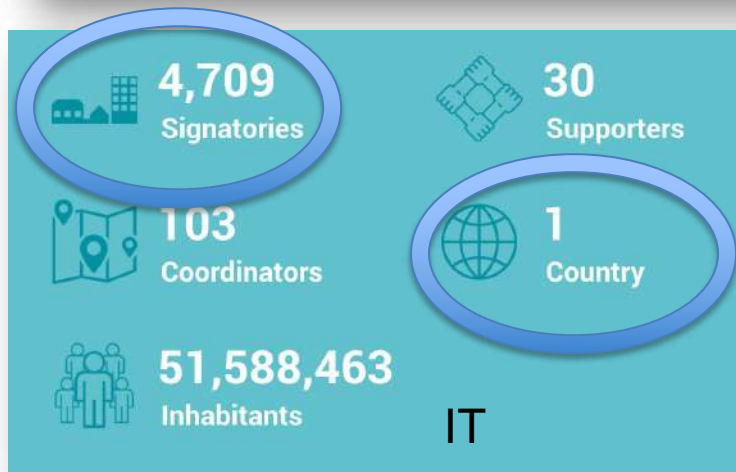 4,709
Signatories
30
Supporters
103
Coordinators
1
Country
51,588,463
Inhabitants
IT